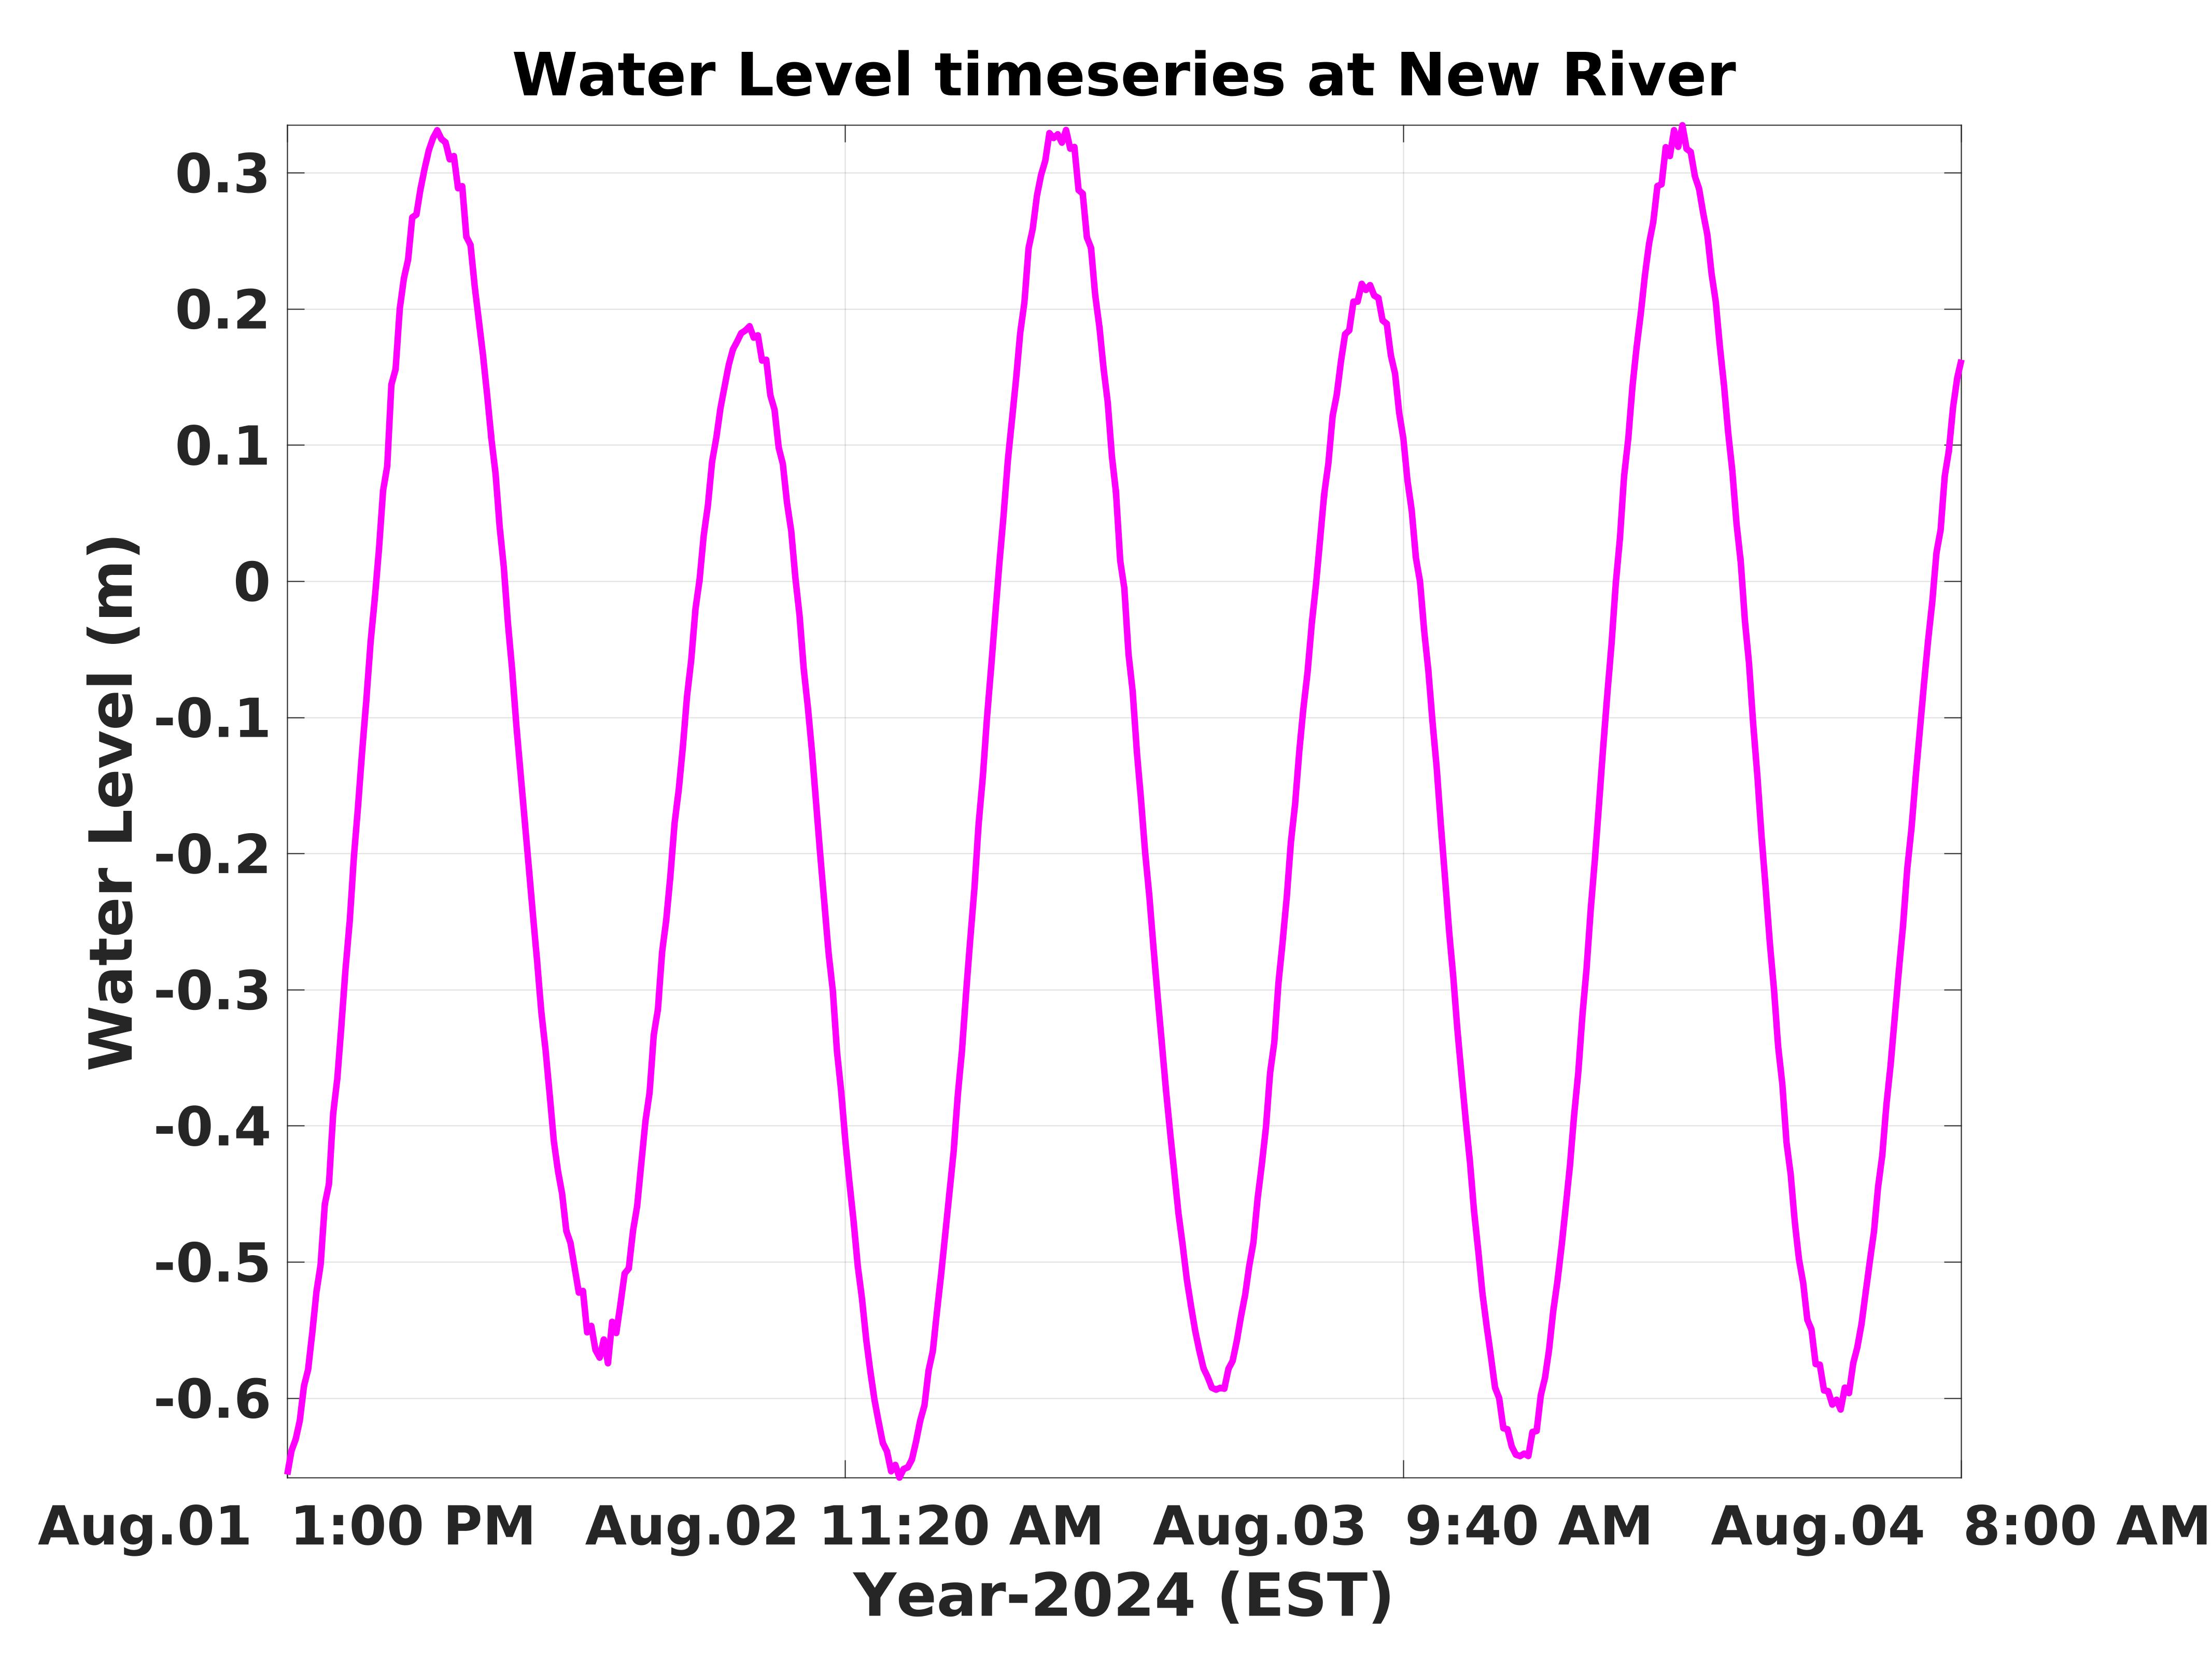 Water Level timeseries at New River
0.3
0.2
0.1
0
-0.1
-0.2
-0.3
-0.4
-0.5
-0.6
Water Level (m)
Aug.01  1:00 PM
Aug.02 11:20 AM
Aug.03  9:40 AM
Aug.04  8:00 AM
Year-2024 (EST)